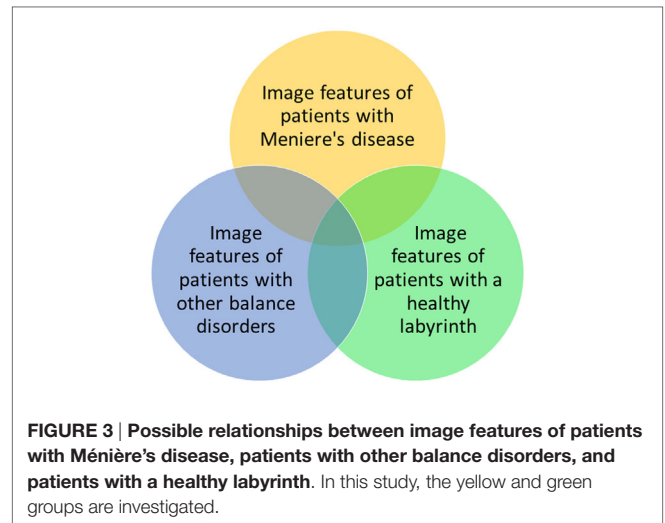 Image features of
patients with
Meniere's disease
Image
features of
patients with
other balance
disorders
Image
features of
patients with a
healthy
labyrinth
FIGURE 3 | Possible relationships between image features of patients
with Ménière’s disease, patients with other balance disorders, and
patients with a healthy labyrinth. In this study, the yellow and green
groups are investigated.